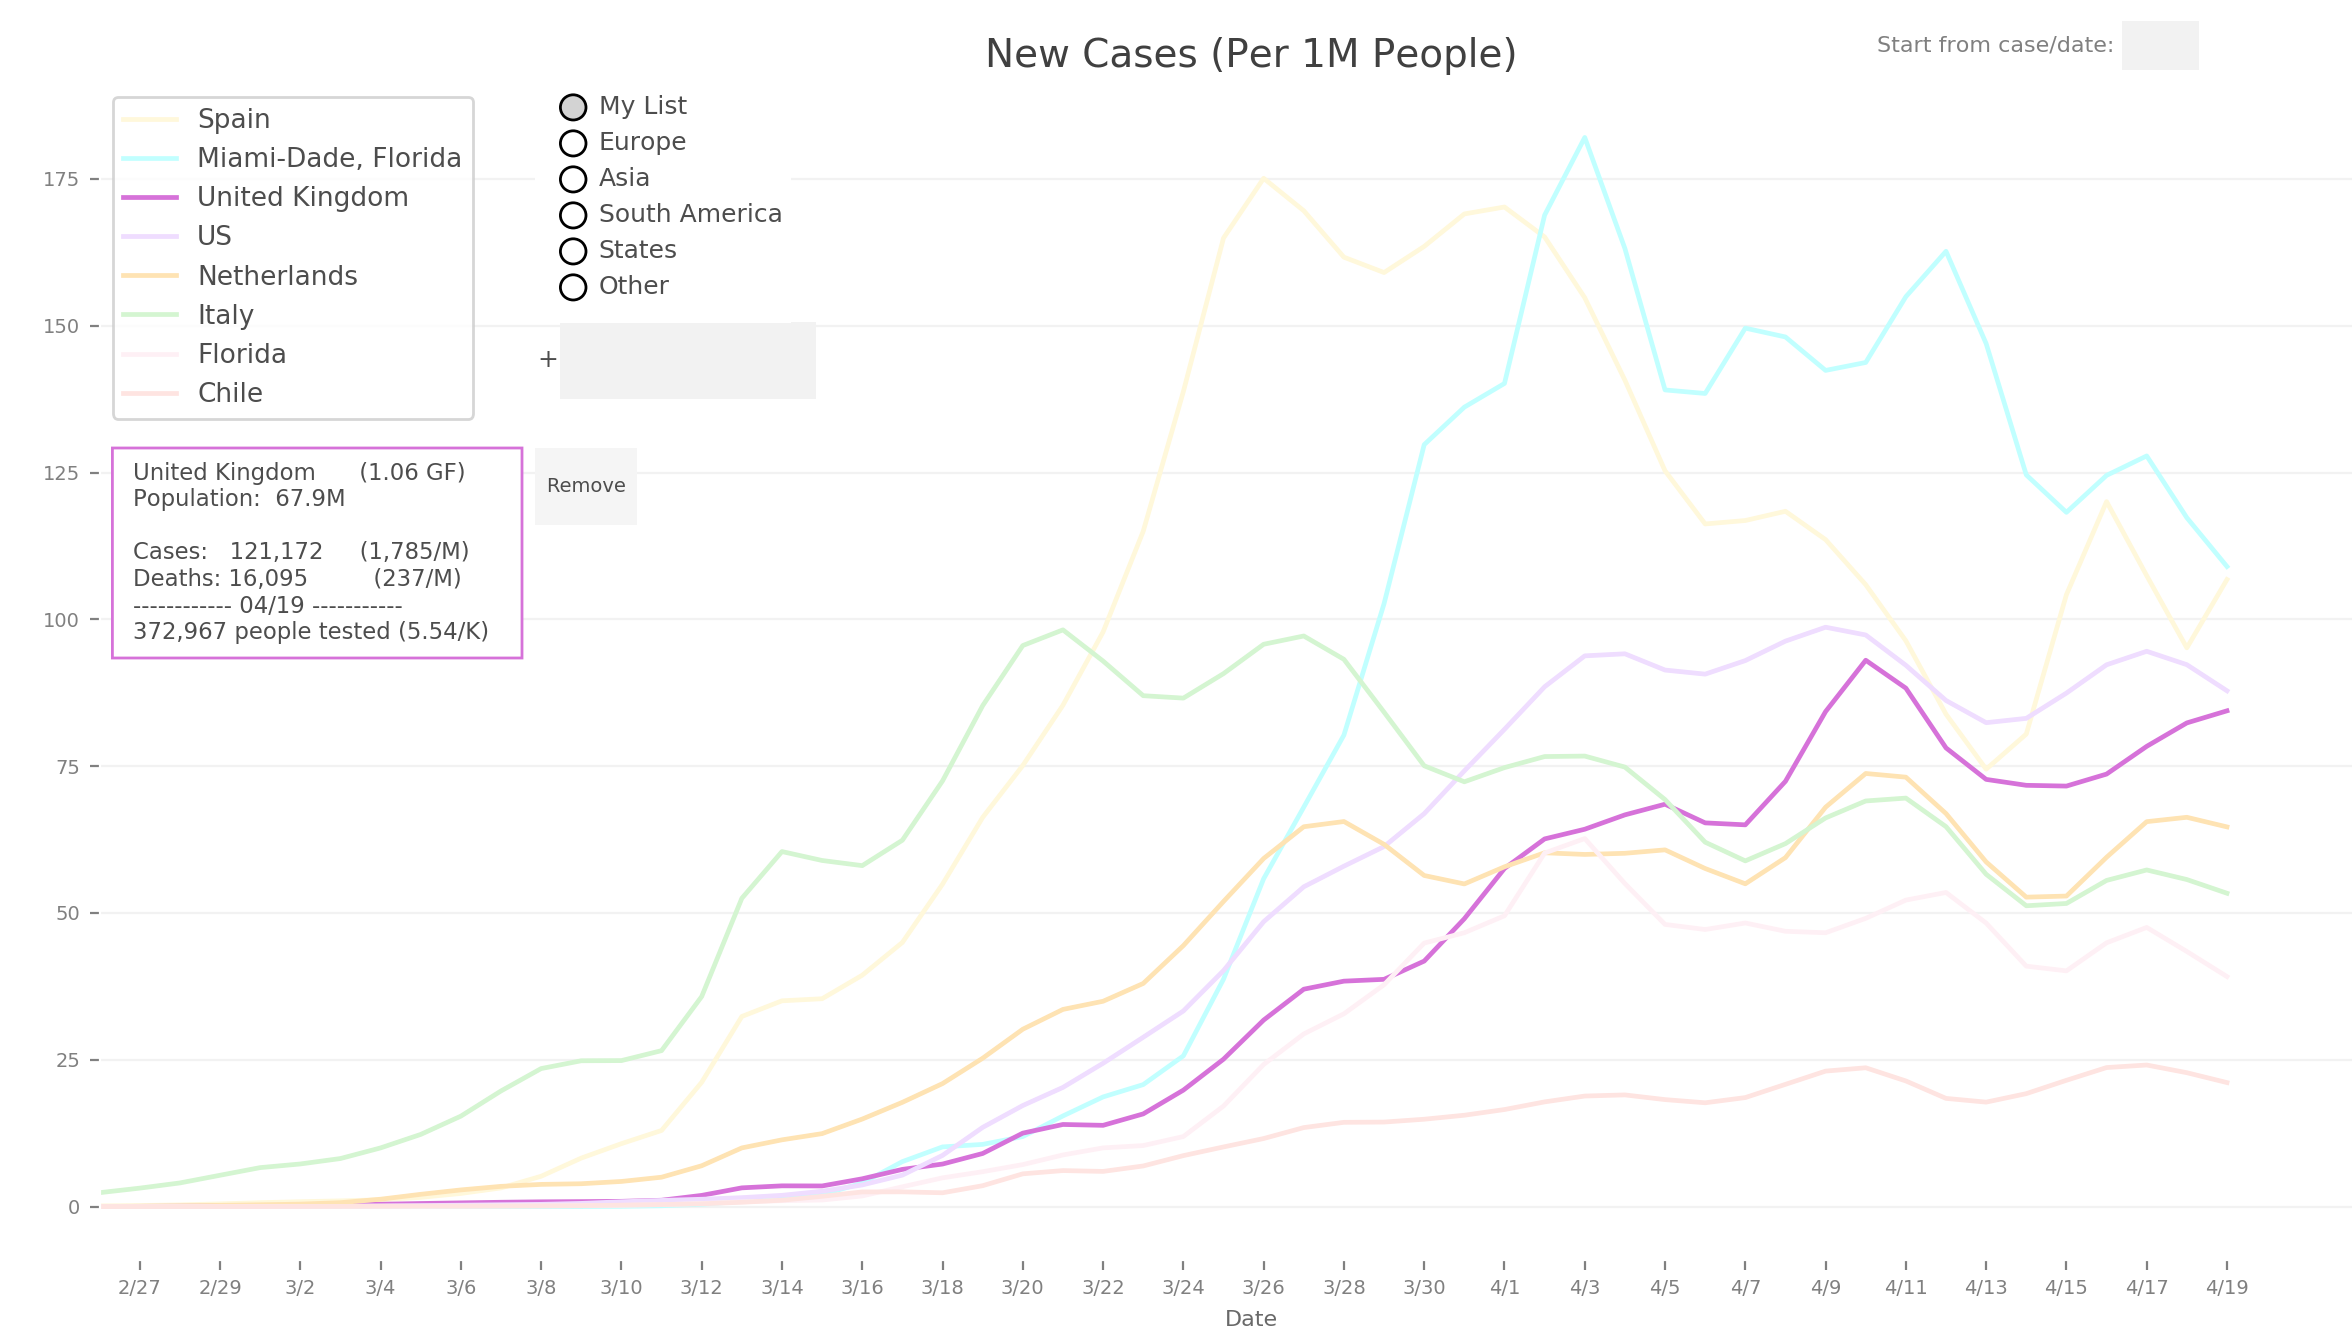 New Cases (Per 1M People)
Start from case/date:
Spain
Miami-Dade, Florida
United Kingdom
US
Netherlands
Italy
Florida
Chile
My List
Europe
Asia
South America
States
Other
+
United Kingdom (1.06 GF)
Population: 67.9M
Cases: 121,172 (1,785/M)
Deaths: 16,095 (237/M)
------------ 04/19 -----------
372,967 people tested (5.54/K)
Remove
175
150
125
100
75
50
25
0
2/27 2/29 3/2 3/4 3/6 3/8 3/10 3/12 3/14 3/16 3/18 3/20 3/22 3/24 3/26 3/28 3/30 4/1 4/3 4/5 4/7 4/9 4/11 4/13 4/15 4/17 4/19
Date